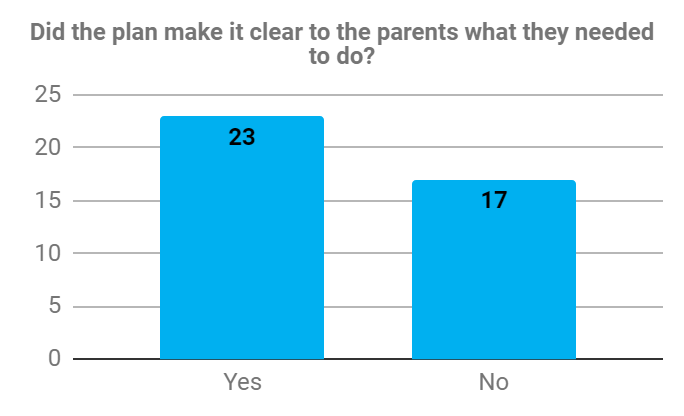 Did the plan make it clear to the parents what they needed
to do?
25
20
15
10
5
0
23
17
Yes
No